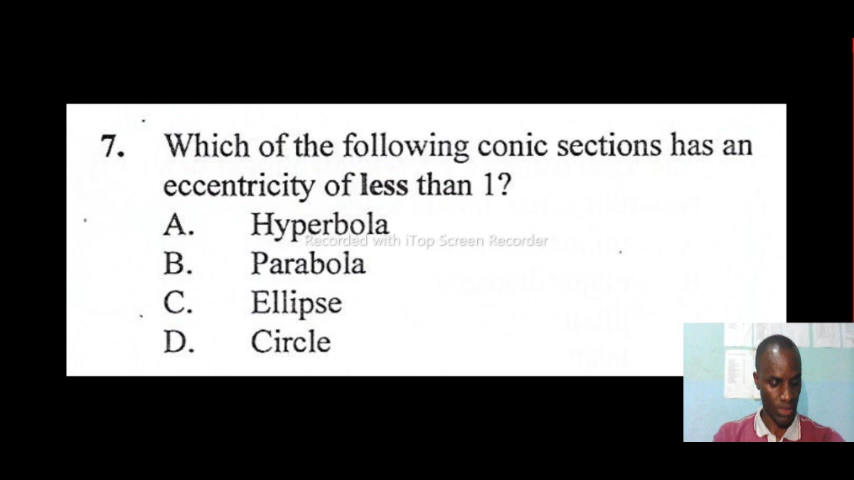 7. Which of the following conic sections has an
eccentricity of less than 1?
A. Hyperbola
Recorded with iTop Screen Recorder
B. Parabola
C. Ellipse
D. Circle